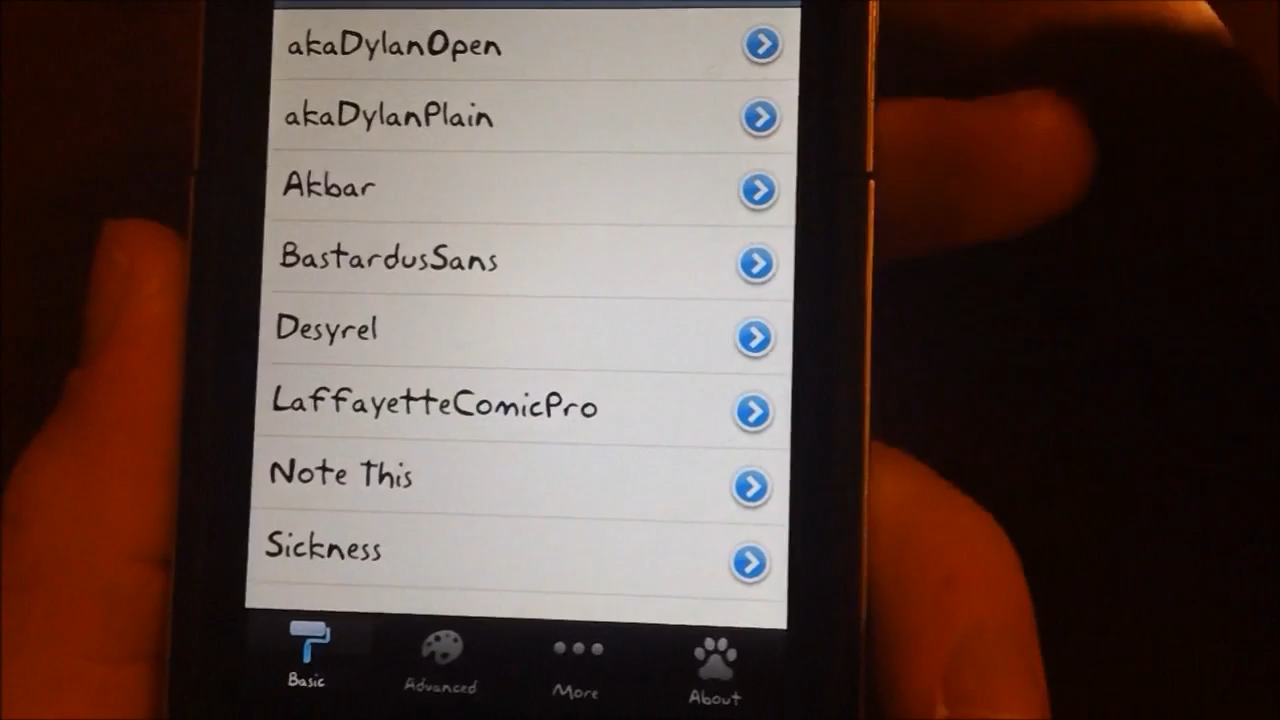 akaDylanOpen
akaDylanPlain
Akbar
BastardusSans
Desyrel
LaffayetteComicPro
Note This
Sickness
Basic
Advanced
More
About